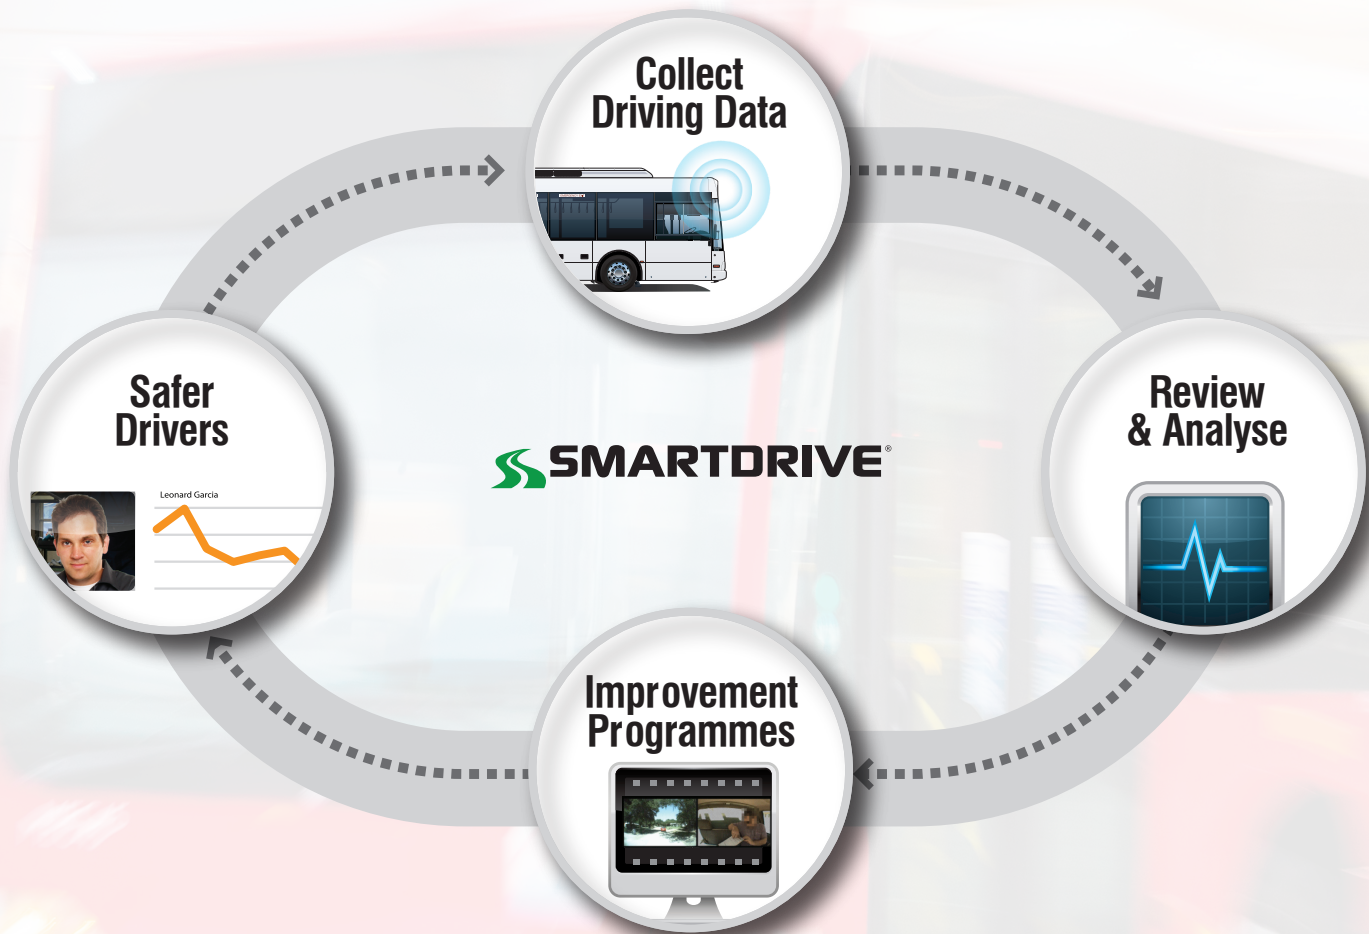 Collect
Driving Data
Safer
Drivers
Leonard Garcia
SMARTDRIVE®
Review
& Analyse
Improvement
Programmes